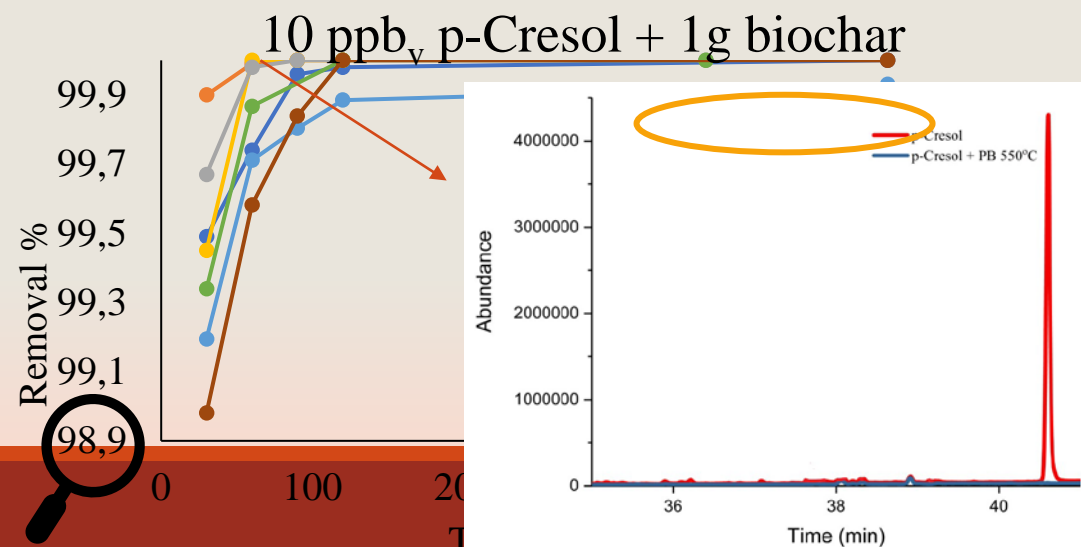 10 ppbv p-Cresol + 1g biochar
99,9
99,7
99,5
99,3
99,1
98,9
Removal %
0
100
4000000
3000000
2000000
1000000
0
Abundance
p-Cresol
p-Cresol + PB 550°C
36
38
40
Time (min)